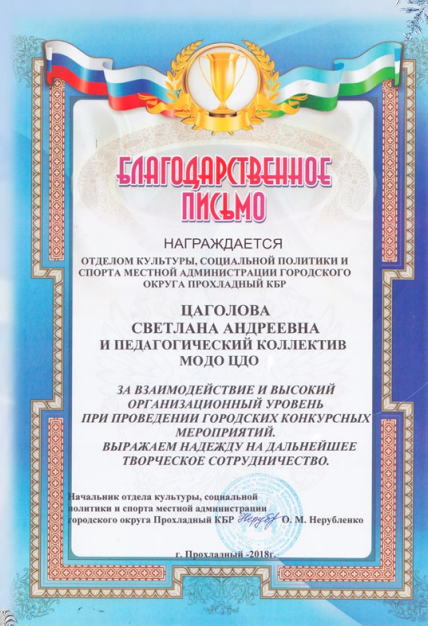 БЛАГОДАРСТВЕННОЕ
ПИСЬМО
НАГРАЖДАЕТСЯ
ОТДЕЛОМ КУЛЬТУРЫ, СОЦИАЛЬНОЙ ПОЛИТИКИ И
СПОРТА МЕСТНОЙ АДМИНИСТРАЦИИ ГОРОДСКОГО
ОКРУГА ПРОХЛАДНЫЙ КБР
ЦАГОЛОВА
СВЕТЛАНА АНДРЕЕВНА
И ПЕДАГОГИЧЕСКИЙ КОЛЛЕКТИВ
МОДО ЦДО
ЗА ВЗАИМОДЕЙСТВИЕ И ВЫСОКИЙ
ОРГАНИЗАЦИОННЫЙ УРОВЕНЬ
ПРИ ПРОВЕДЕНИИ ГОРОДСКИХ КОНКУРСНЫХ
МЕРОПРИЯТИЙ.
ВЫРАЖАЕМ НАДЕЖДУ НА ДАЛЬНЕЙШЕЕ
ТВОРЧЕСКОЕ СОТРУДНИЧЕСТВО.
Начальник отдела культуры, социальной
политики и спорта местной администрации
городского округа Прохладный КБР О. М. Нерубленко
г. Прохладный -2018г.